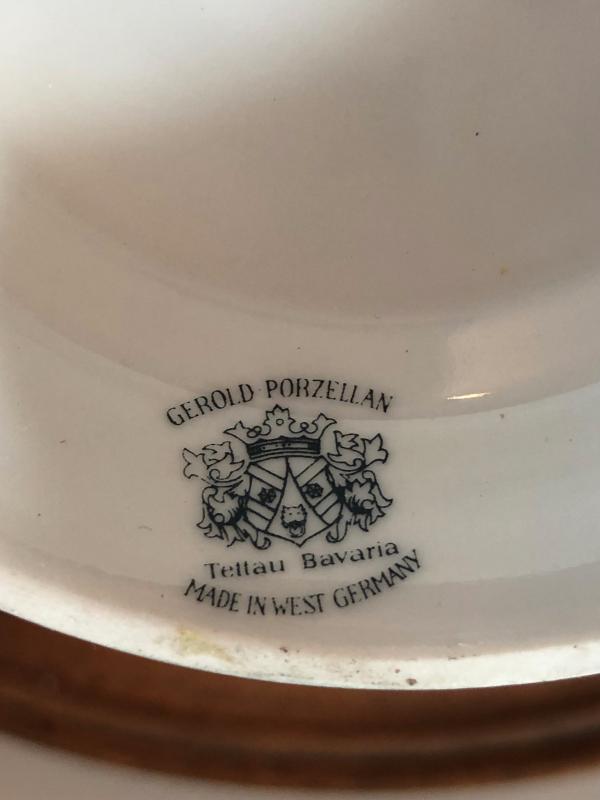 GEROLD PORZELLAN
Tettau Bavaria
MADE IN WEST GERMANY